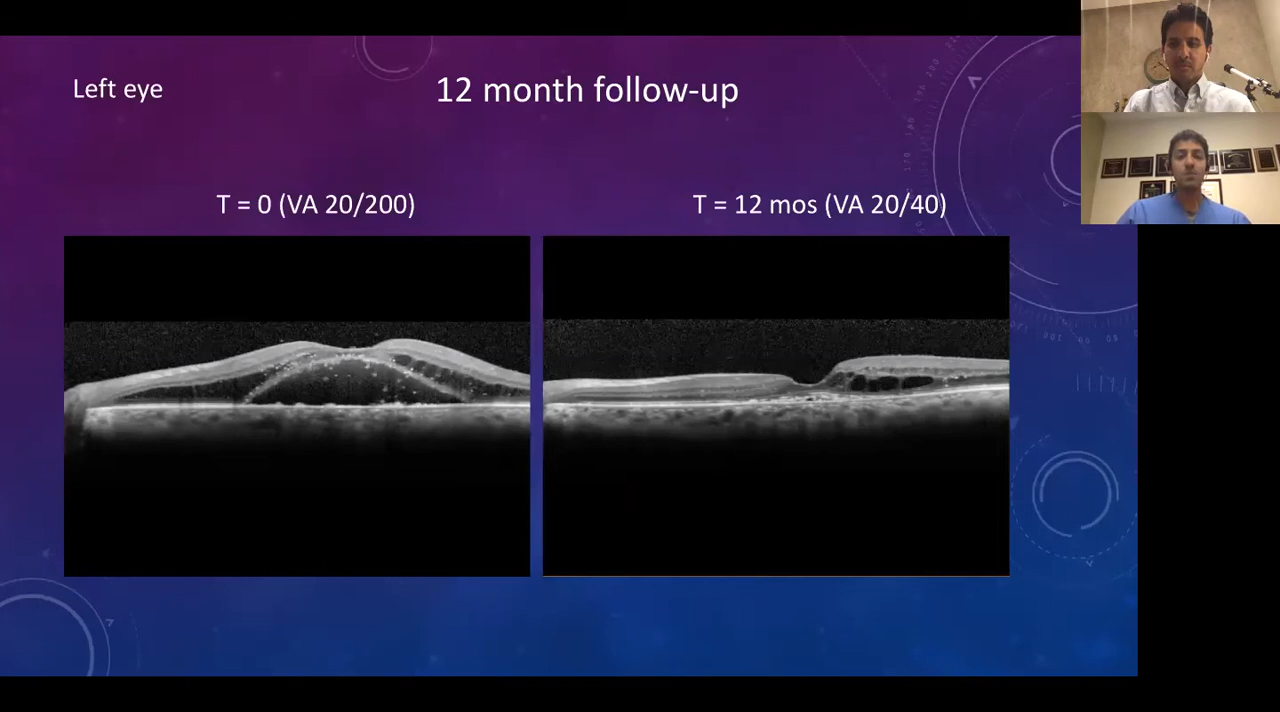 Left eye
12 month follow-up
T = 0 (VA 20/200)
T = 12 mos (VA 20/40)